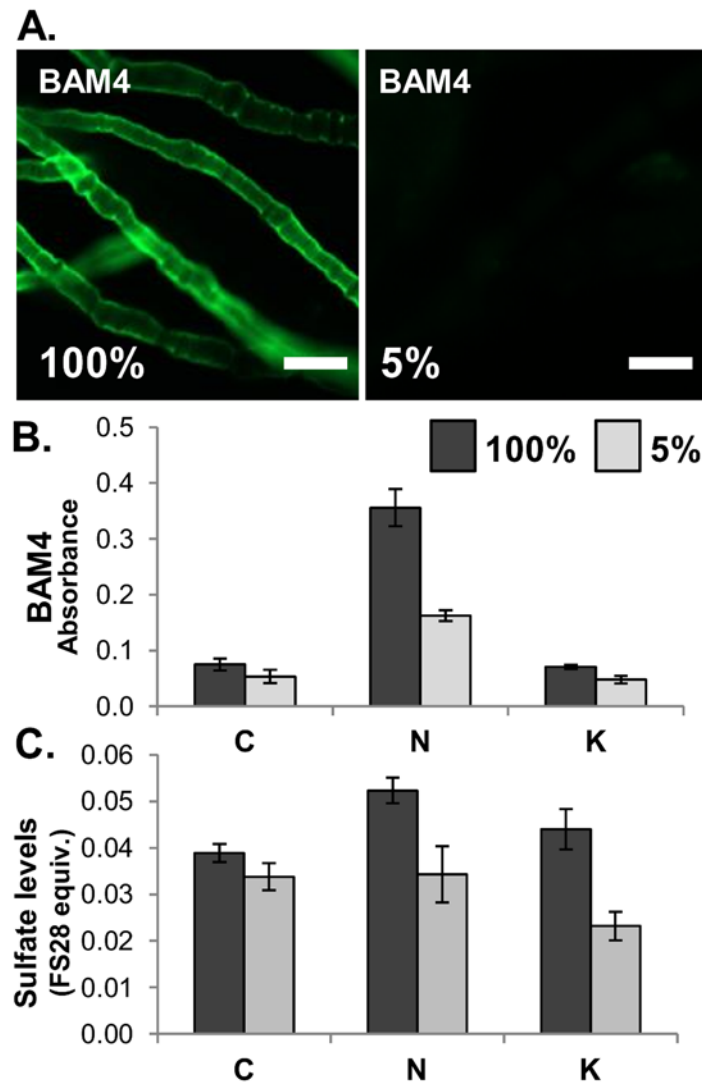 A.
BAM4 BAM4
100% 5%
B.
100% 5%
BAM4
Absorbance
0.5
0.4
0.3
0.2
0.1
0.0
C N K
C.
Sulfate levels
(FS28 equiv.)
0.06
0.05
0.04
0.03
0.02
0.01
0.00
C N K